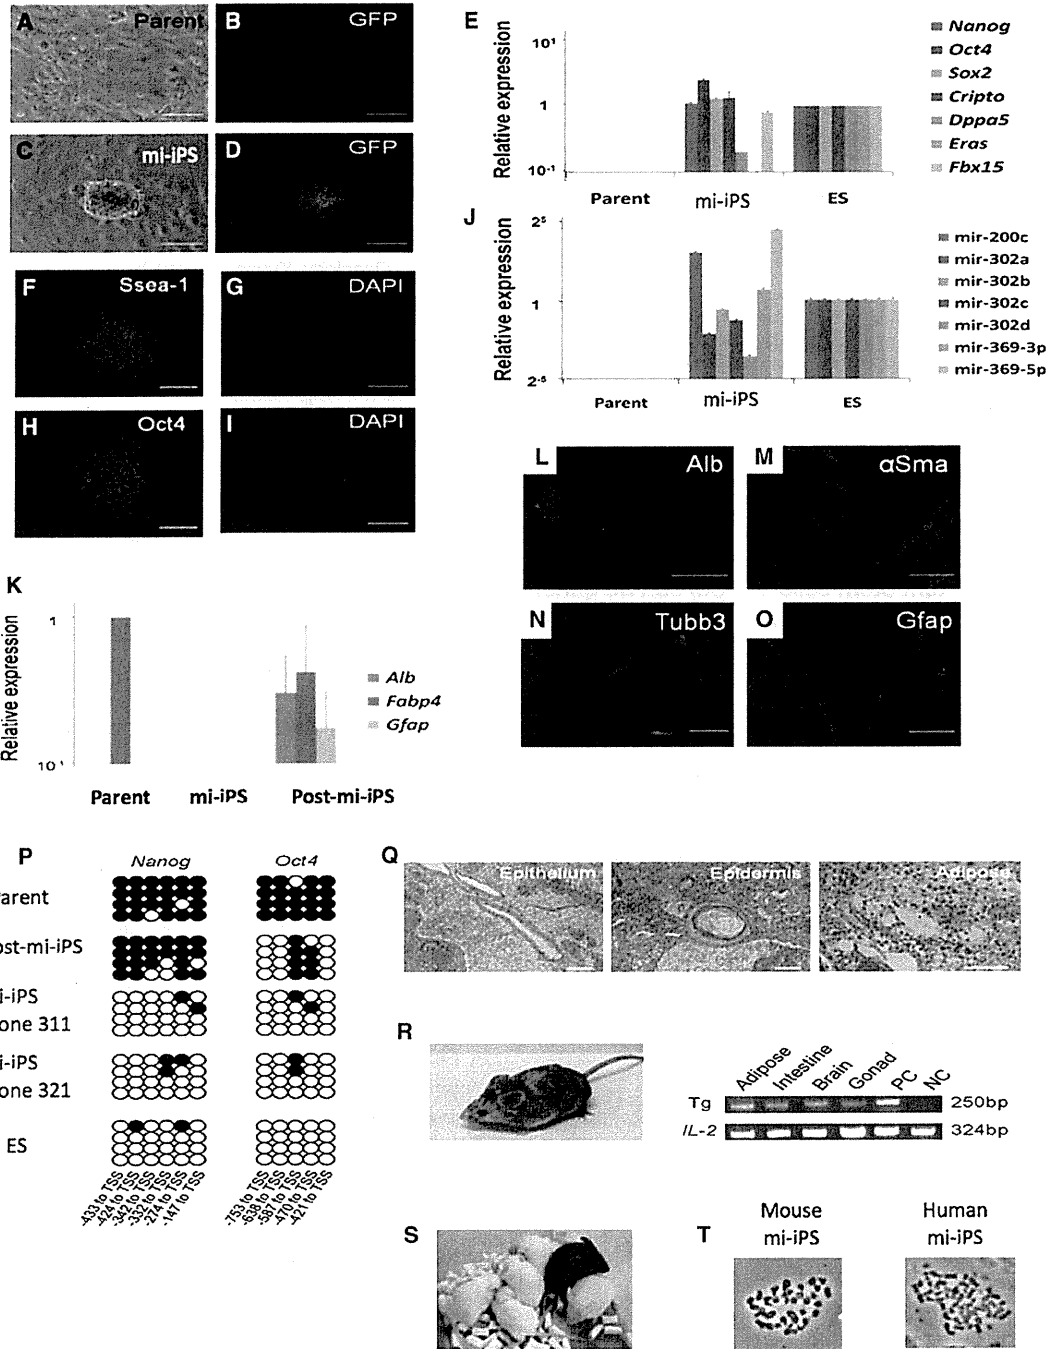 A
Parent
B
GFP
C
mi-iPS
D
GFP
E
Relative expression
10¹
1
10⁻¹
Parent
mi-iPS
ES
Nanog
Oct4
Sox2
Cripto
Dppa5
Eras
Fbx15
F
Ssea-1
G
DAPI
H
Oct4
I
DAPI
J
Relative expression
2⁵
1
2⁻⁵
Parent
mi-iPS
ES
mir-200c
mir-302a
mir-302b
mir-302c
mir-302d
mir-369-3p
mir-369-5p
K
Relative expression
1
Parent
mi-iPS
Post-mi-iPS
Alb
Fabp4
Gfap
L
Alb
M
αSma
N
Tubb3
O
Gfap
P
Nanog
Oct4
arent
ost-mi-iPS
i-iPS
one 311
i-iPS
one 321
ES
-433 to TSS
-424 to TSS
-342 to TSS
-332 to TSS
-274 to TSS
-147 to TSS
-753 to TSS
-638 to TSS
-587 to TSS
-470 to TSS
-421 to TSS
Q
Epithelium
Epidermis
Adipose
R
Adipose
Intestine
Brain
Gonad
PC
NC
Tg
250bp
IL-2
324bp
S
T
Mouse
mi-iPS
Human
mi-iPS